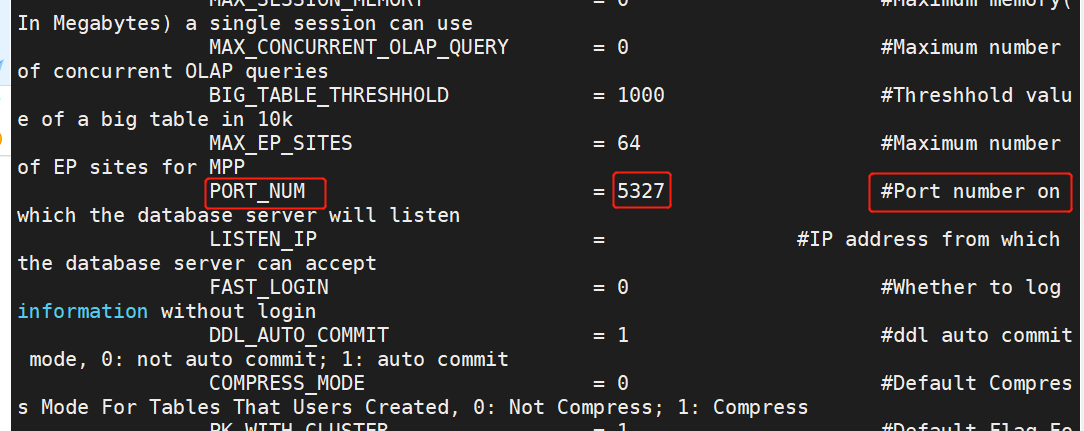 MAX_SESSION_MEMORY = 0 #Maximum memory(
In Megabytes) a single session can use
MAX_CONCURRENT_OLAP_QUERY = 0 #Maximum number
of concurrent OLAP queries
BIG_TABLE_THRESHHOLD = 1000 #Threshhold valu
e of a big table in 10k
MAX_EP_SITES = 64 #Maximum number
of EP sites for MPP
PORT_NUM = 5327 #Port number on
which the database server will listen
LISTEN_IP = #IP address from which
the database server can accept
FAST_LOGIN = 0 #Whether to log
information without login
DDL_AUTO_COMMIT = 1 #ddl auto commit
mode, 0: not auto commit; 1: auto commit
COMPRESS_MODE = 0 #Default Compres
s Mode For Tables That Users Created, 0: Not Compress; 1: Compress
PK_WITH_CLUSTER = 1 #Default Flag Fo